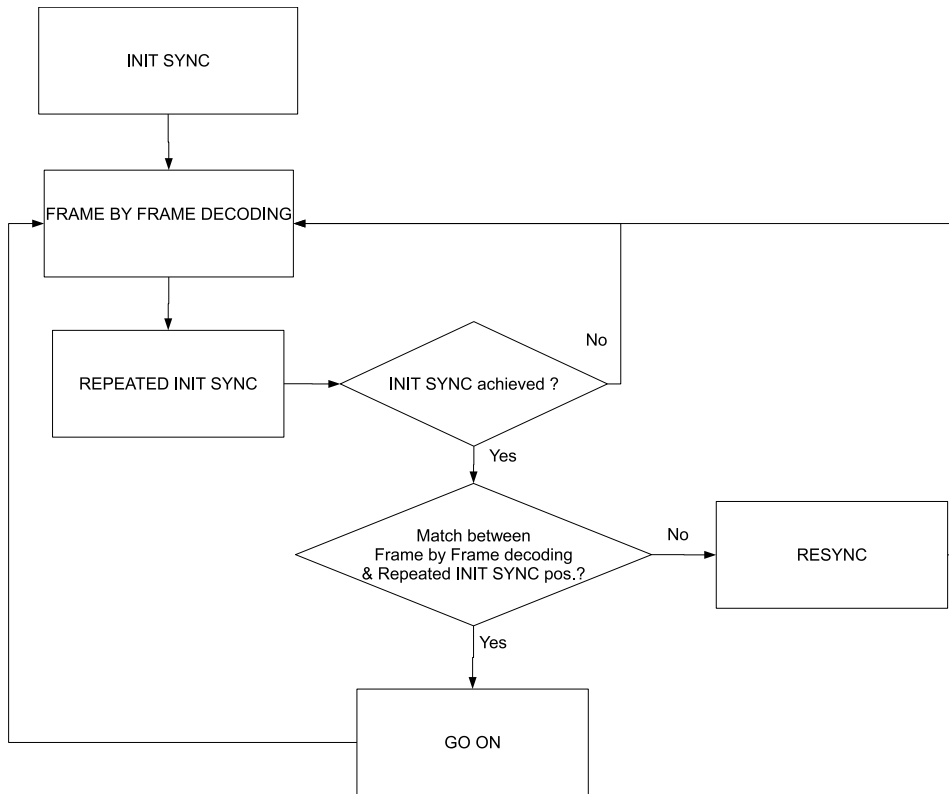 INIT SYNC
FRAME BY FRAME DECODING
REPEATED INIT SYNC
INIT SYNC achieved ?
No
Yes
Match between
Frame by Frame decoding
& Repeated INIT SYNC pos.?
No
RESYNC
Yes
GO ON